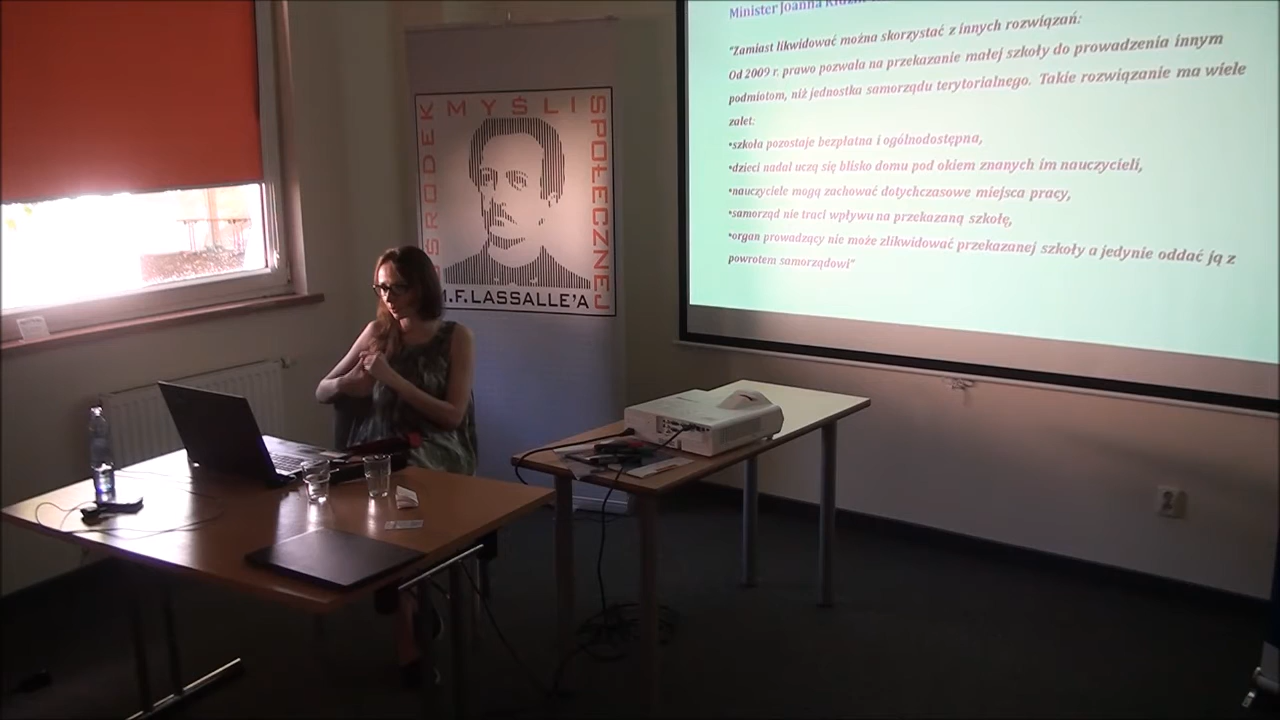 OŚRODEK MYŚLI SPOŁECZNEJ
M.F. LASSALLE'A
Minister Joanna
"Zamiast likwidować można skorzystać z innych rozwiązań:
Od 2009 r. prawo pozwala na przekazanie małej szkoły do prowadzenia innym
podmiotom, niż jednostka samorządu terytorialnego. Takie rozwiązanie ma wiele
zalet:
•szkoła pozostaje bezpłatna i ogólnodostępna,
•dzieci nadal uczą się blisko domu pod okiem znanych im nauczycieli,
•nauczyciele mogą zachować dotychczasowe miejsca pracy,
•samorząd nie traci wpływu na przekazaną szkołę,
•organ prowadzący nie może zlikwidować przekazanej szkoły a jedynie oddać ją z
powrotem samorządowi"